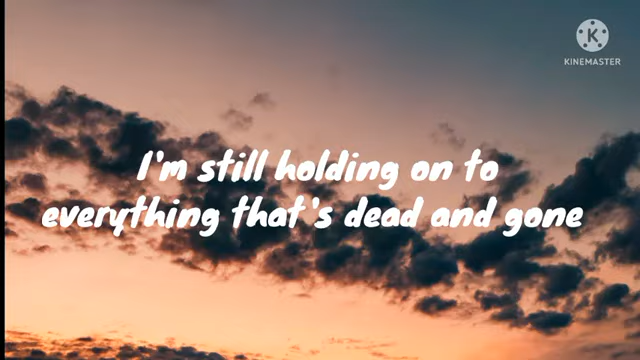 K
KINEMASTER
I'm still holding on to
everything that's dead and gone